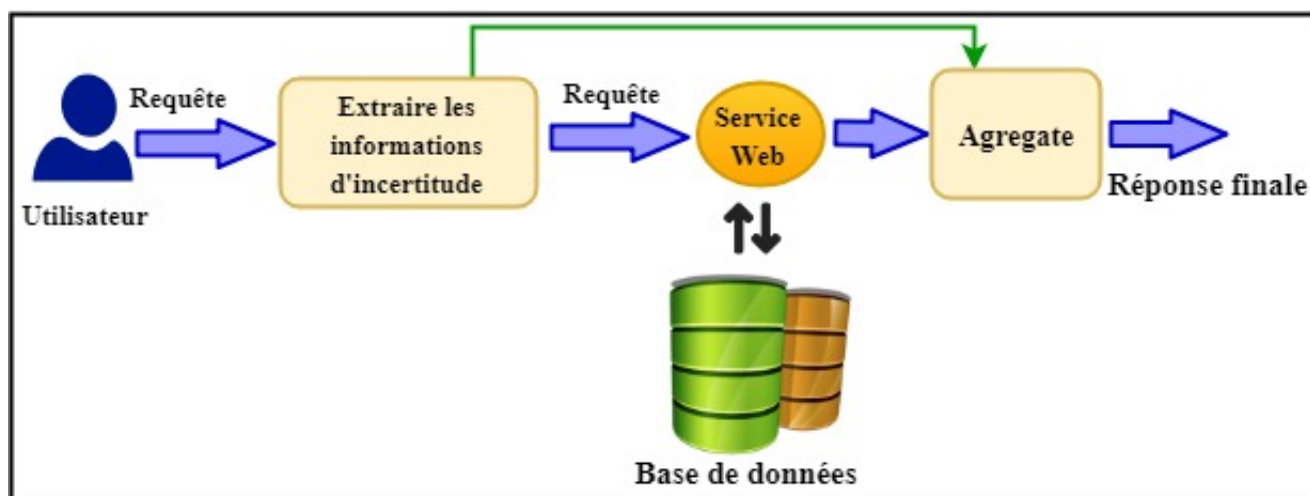 Requête
Utilisateur
Extraire les
informations
d'incertitude
Requête
Service
Web
Agregate
Réponse finale
Base de données